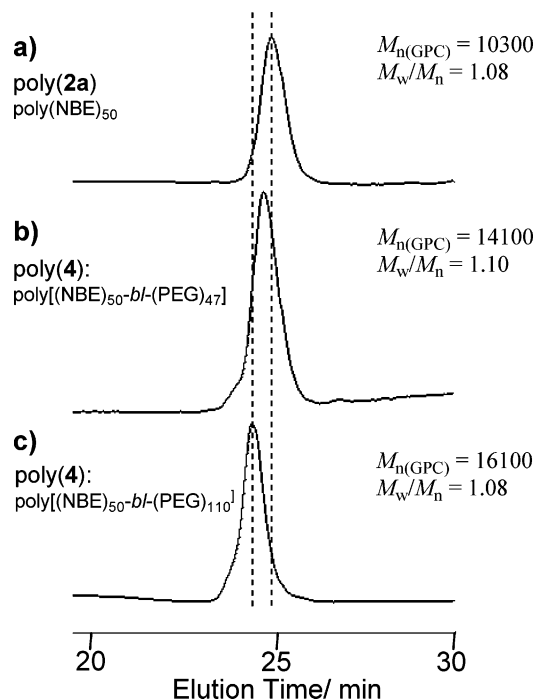 a)
poly(2a)
poly(NBE)₅₀
Mn(GPC) = 10300
Mw/Mn = 1.08
b)
poly(4):
poly[(NBE)₅₀-bl-(PEG)₄₇]
Mn(GPC) = 14100
Mw/Mn = 1.10
c)
poly(4):
poly[(NBE)₅₀-bl-(PEG)₁₁₀]
Mn(GPC) = 16100
Mw/Mn = 1.08
20 25 30
Elution Time/ min